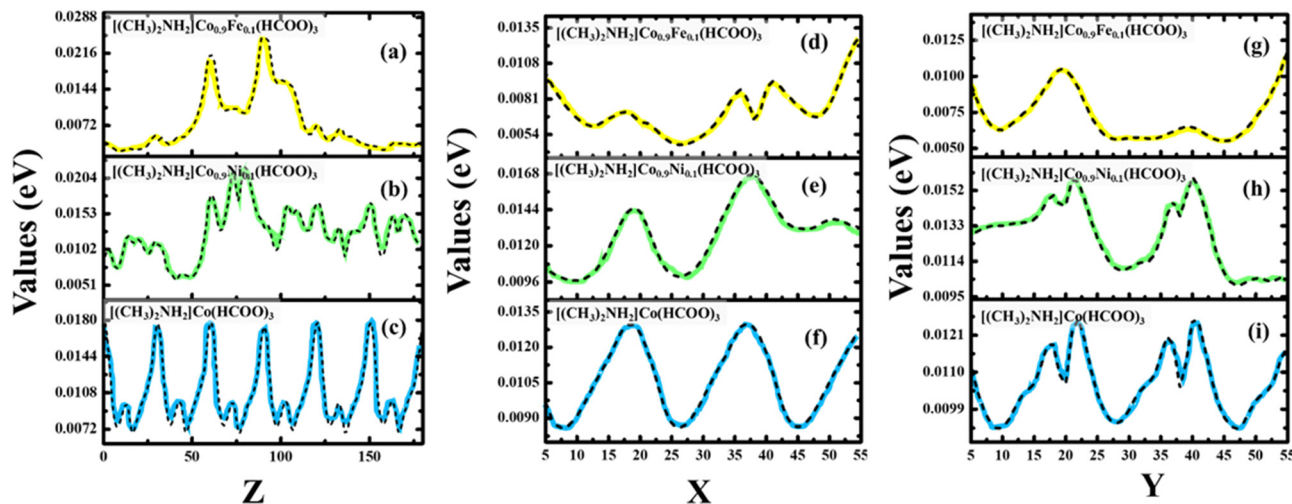 [(CH3)2NH2]Co0.9Fe0.1(HCOO)3
(a)
0.0288
0.0216
0.0144
0.0072
[(CH3)2NH2]Co0.9Ni0.1(HCOO)3
(b)
0.0204
0.0153
0.0102
0.0051
[(CH3)2NH2]Co(HCOO)3
(c)
0.0180
0.0144
0.0108
0.0072
0 50 100 150
Values (eV)
Z
[(CH3)2NH2]Co0.9Fe0.1(HCOO)3
(d)
0.0135
0.0108
0.0081
0.0054
[(CH3)2NH2]Co0.9Ni0.1(HCOO)3
(e)
0.0168
0.0144
0.0120
0.0096
[(CH3)2NH2]Co(HCOO)3
(f)
0.0135
0.0120
0.0105
0.0090
5 10 15 20 25 30 35 40 45 50 55
Values (eV)
X
[(CH3)2NH2]Co0.9Fe0.1(HCOO)3
(g)
0.0125
0.0100
0.0075
0.0050
[(CH3)2NH2]Co0.9Ni0.1(HCOO)3
(h)
0.0152
0.0133
0.0114
0.0095
[(CH3)2NH2]Co(HCOO)3
(i)
0.0121
0.0110
0.0099
5 10 15 20 25 30 35 40 45 50 55
Values (eV)
Y